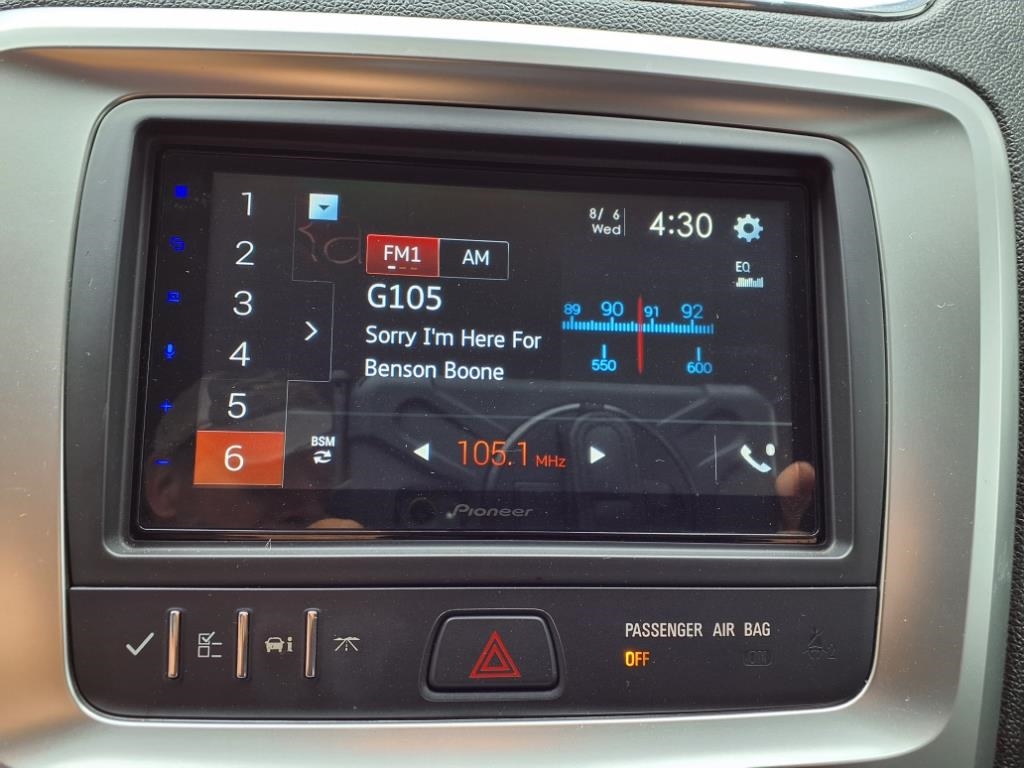 1
2
3
4
5
6
8/ 6
Wed
4:30
FM1 AM
EQ
G105
Sorry I'm Here For
Benson Boone
89 90 91 92
550 600
BSM
105.1 MHz
Pioneer
PASSENGER AIR BAG
OFF ON